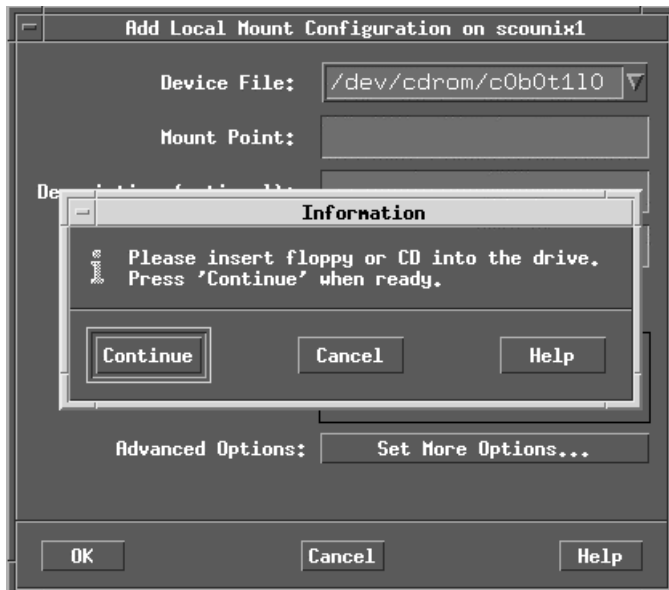 Add Local Mount Configuration on scounix1
Device File:
/dev/cdrom/c0b0t1l0
Mount Point:
Information
Please insert floppy or CD into the drive.
Press 'Continue' when ready.
Continue
Cancel
Help
Advanced Options:
Set More Options...
OK
Cancel
Help